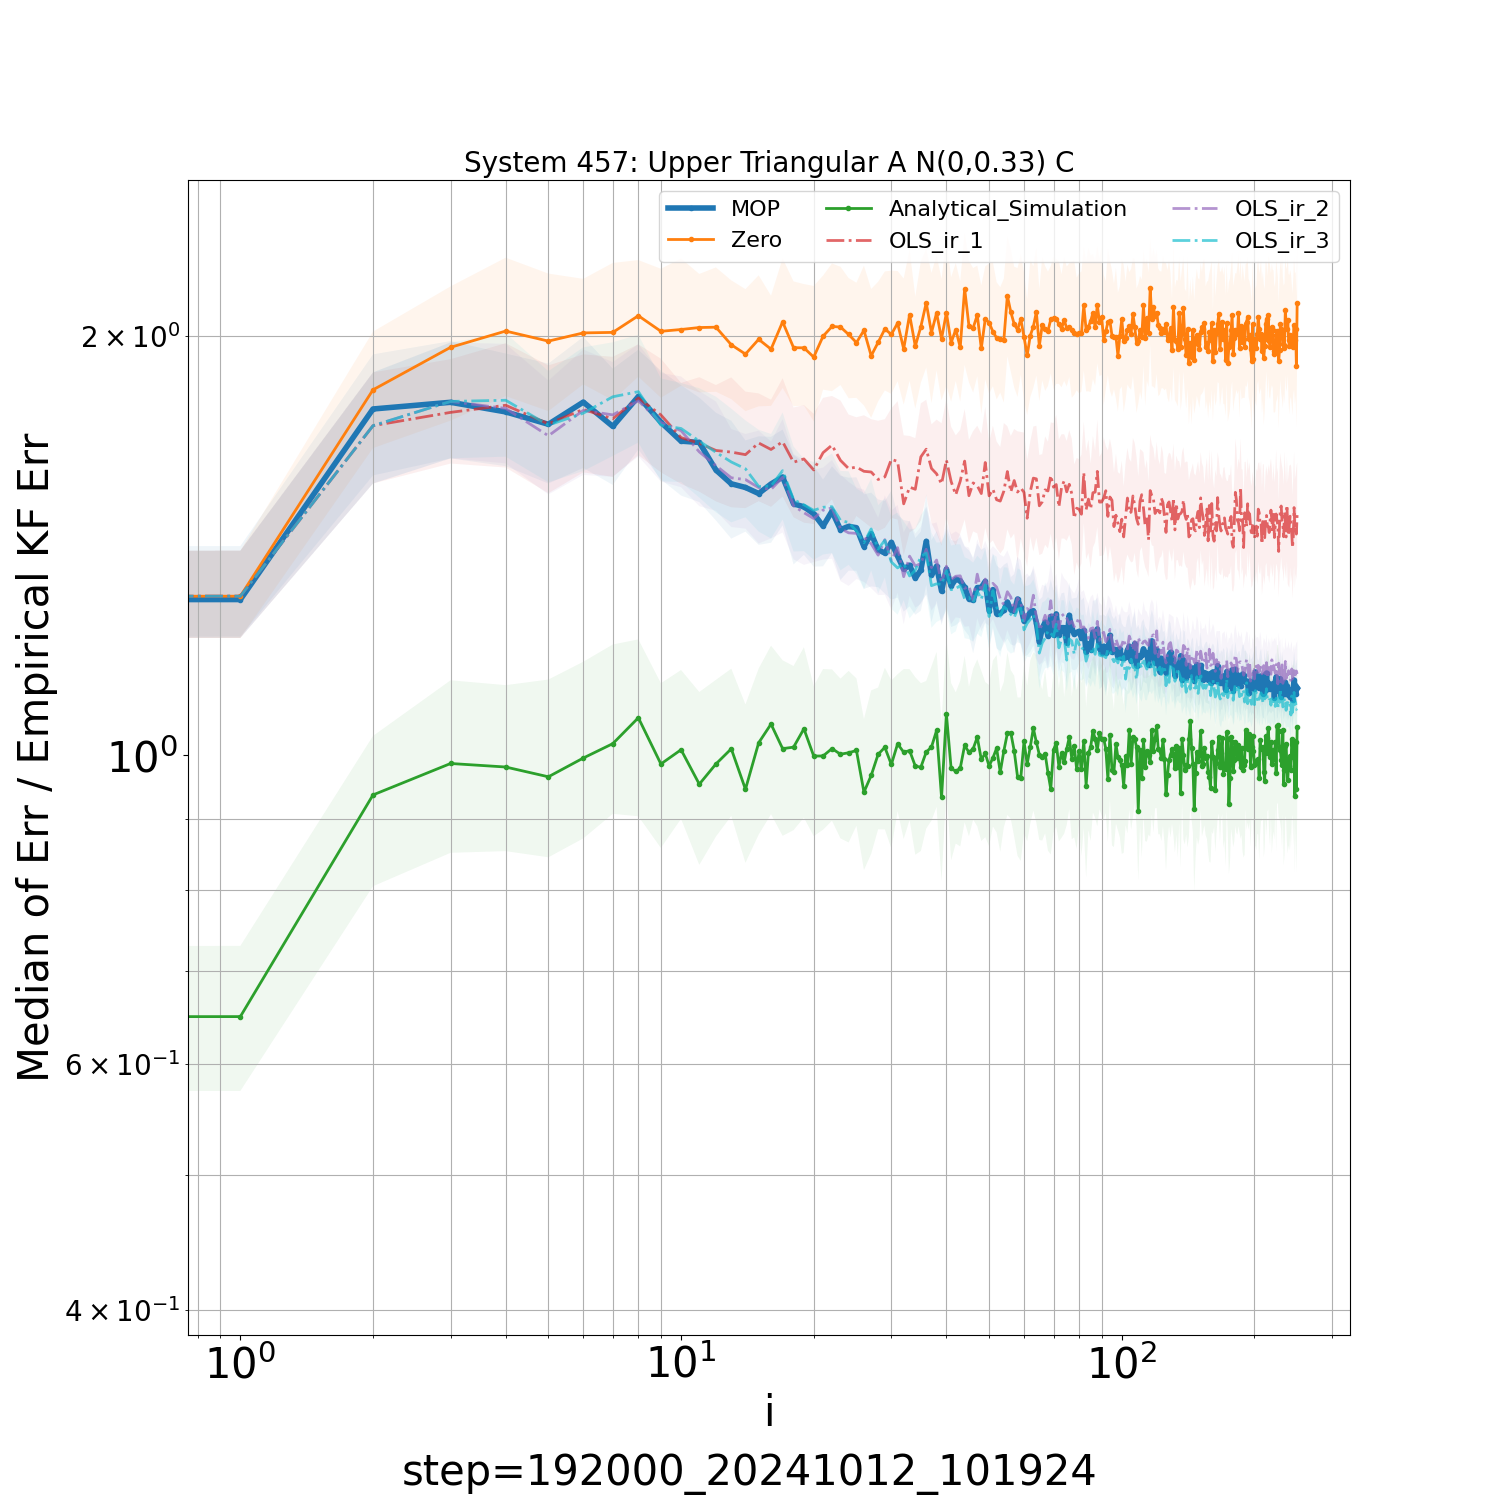 System 457: Upper Triangular A N(0,0.33) C
MOP
Zero
Analytical_Simulation
OLS_ir_1
OLS_ir_2
OLS_ir_3
Median of Err / Empirical KF Err
2 × 10⁰
10⁰
6 × 10⁻¹
4 × 10⁻¹
10⁰ 10¹ 10²
i
step=192000_20241012_101924